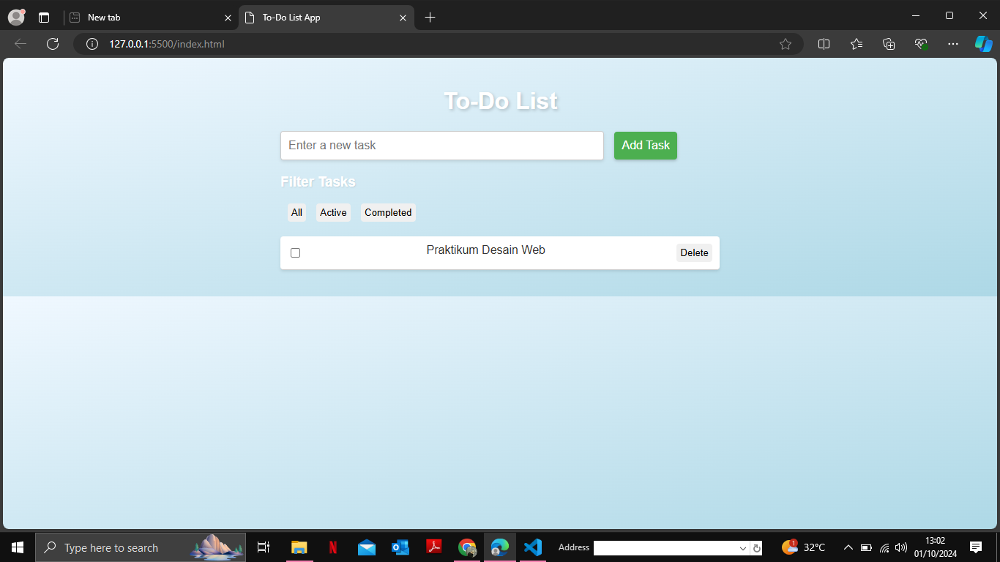 New tab
To-Do List App
127.0.0.1:5500/index.html
To-Do List
Enter a new task
Add Task
Filter Tasks
All Active Completed
Praktikum Desain Web Delete
Type here to search
N
Address
1
32°C
13:02
01/10/2024